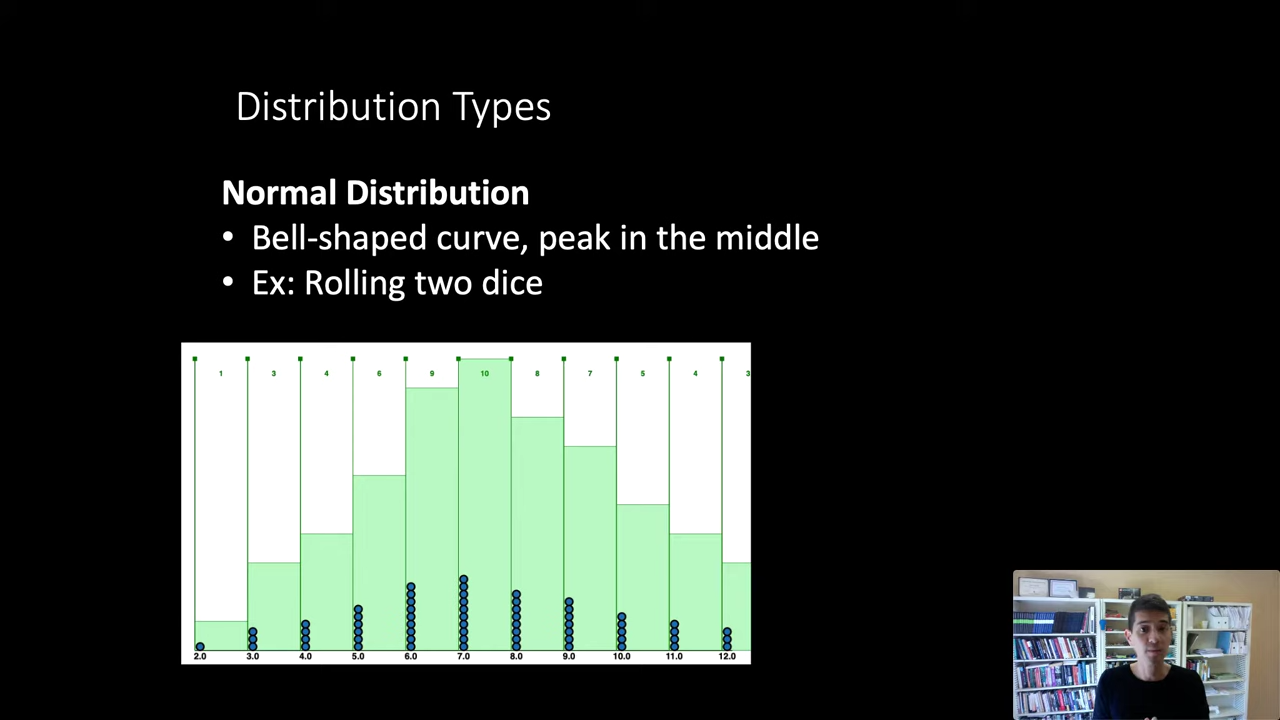 Distribution Types
Normal Distribution
• Bell-shaped curve, peak in the middle
• Ex: Rolling two dice
1 3 4 6 9 10 8 7 5 4 3
2.0 3.0 4.0 5.0 6.0 7.0 8.0 9.0 10.0 11.0 12.0